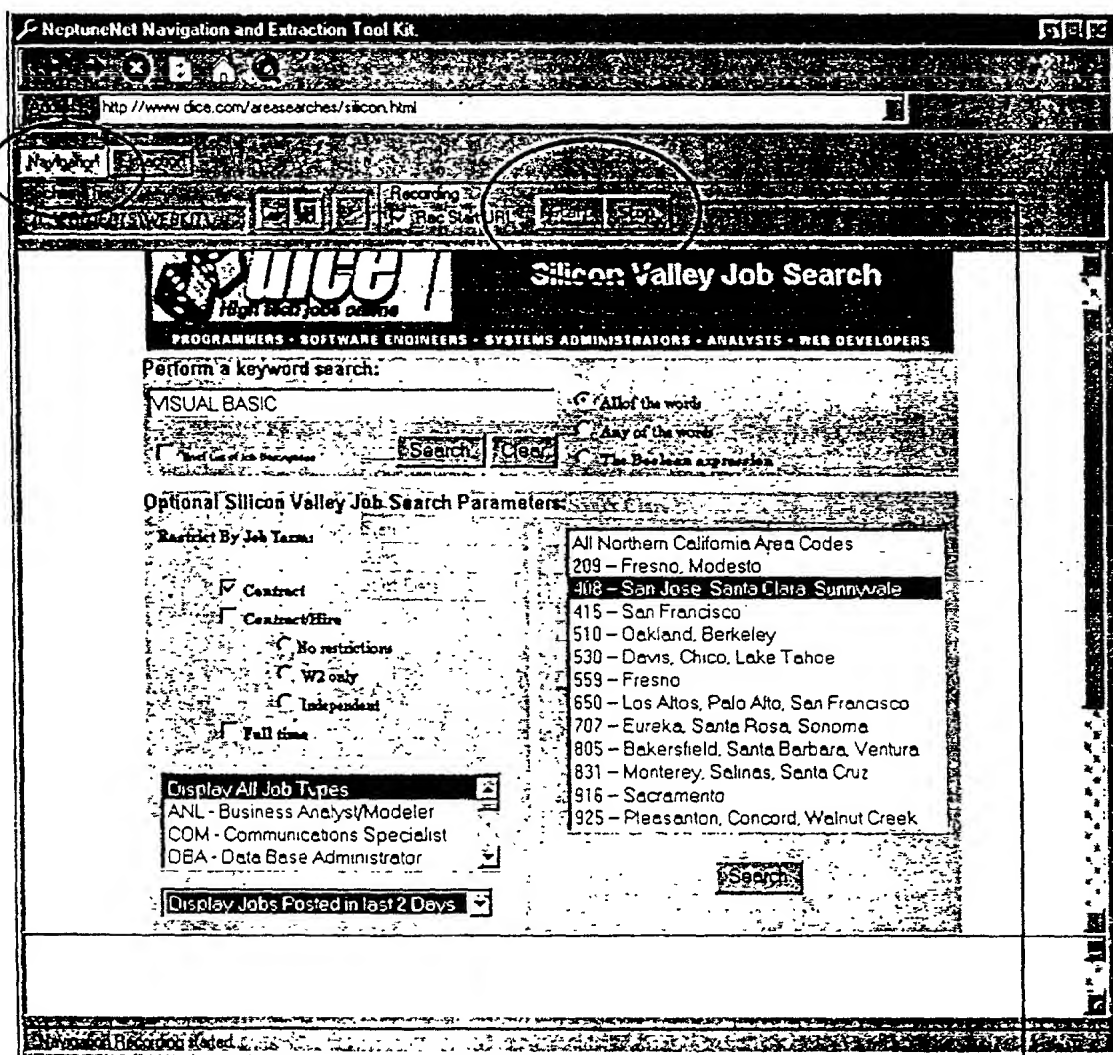 NeptuneNet Navigation and Extraction Tool Kit.
Address http://www.dice.com/areasearches/silicon.html
Navigation Extraction
Recording
Rec Start URL Start Stop
dice Silicon Valley Job Search
High tech jobs online
PROGRAMMERS - SOFTWARE ENGINEERS - SYSTEMS ADMINISTRATORS - ANALYSTS - WEB DEVELOPERS
Perform a keyword search:
VISUAL BASIC
All of the words
Any of the words
Brief List of Job Descriptions Search Clear
The Boolean expression
Optional Silicon Valley Job Search Parameters:
Restrict By Job Terms
Contract
Contract/Hire
No restrictions
W2 only
Independent
Full time
Display All Job Types
ANL - Business Analyst/Modeler
COM - Communications Specialist
DBA - Data Base Administrator
Display Jobs Posted in last 2 Days
All Northern California Area Codes
209 – Fresno, Modesto
408 – San Jose, Santa Clara, Sunnyvale
415 – San Francisco
510 – Oakland, Berkeley
530 – Davis, Chico, Lake Tahoe
559 – Fresno
650 – Los Altos, Palo Alto, San Francisco
707 – Eureka, Santa Rosa, Sonoma
805 – Bakersfield, Santa Barbara, Ventura
831 – Monterey, Salinas, Santa Cruz
916 – Sacramento
925 – Pleasanton, Concord, Walnut Creek
Search
Navigation Recording started